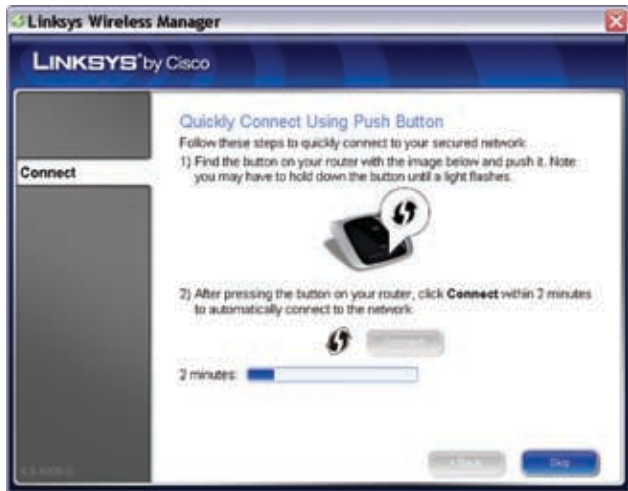 Linksys Wireless Manager
LINKSYS® by Cisco
Quickly Connect Using Push Button
Follow these steps to quickly connect to your secured network
Connect
1) Find the button on your router with the image below and push it. Note
you may have to hold down the button until a light flashes.
2) After pressing the button on your router, click Connect within 2 minutes
to automatically connect to the network
Connect
2 minutes:
< Back
Skip